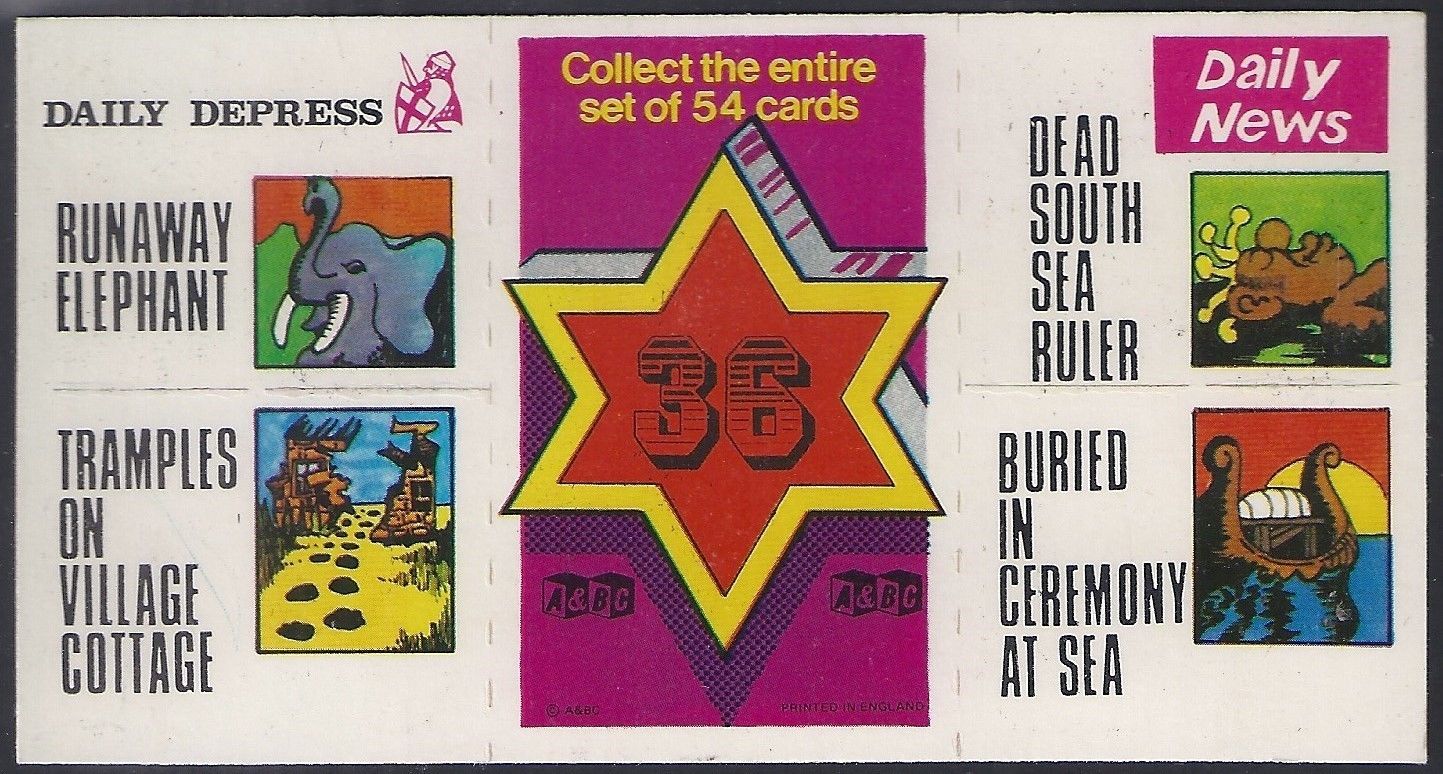 DAILY DEPRESS
RUNAWAY
ELEPHANT
TRAMPLES
ON
VILLAGE
COTTAGE
Collect the entire
set of 54 cards
36
A&BC
A&BC
© A&BC
PRINTED IN ENGLAND
Daily
News
DEAD
SOUTH
SEA
RULER
MUM
BURIED
IN
CEREMONY
AT SEA